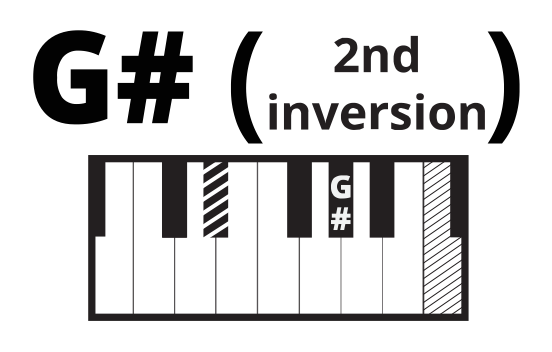 G# (2nd
inversion)
G
#